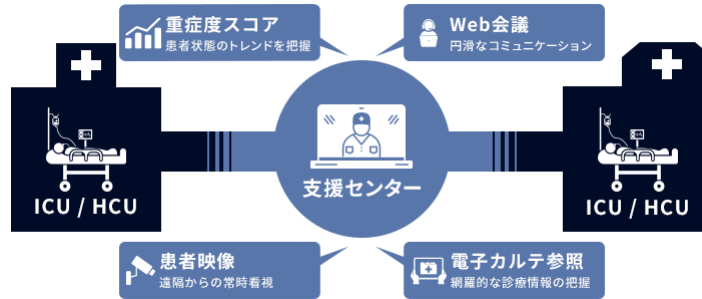 重症度スコア
患者状態のトレンドを把握
Web会議
円滑なコミュニケーション
ICU / HCU
支援センター
ICU / HCU
患者映像
遠隔からの常時看視
電子カルテ参照
網羅的な診療情報の把握